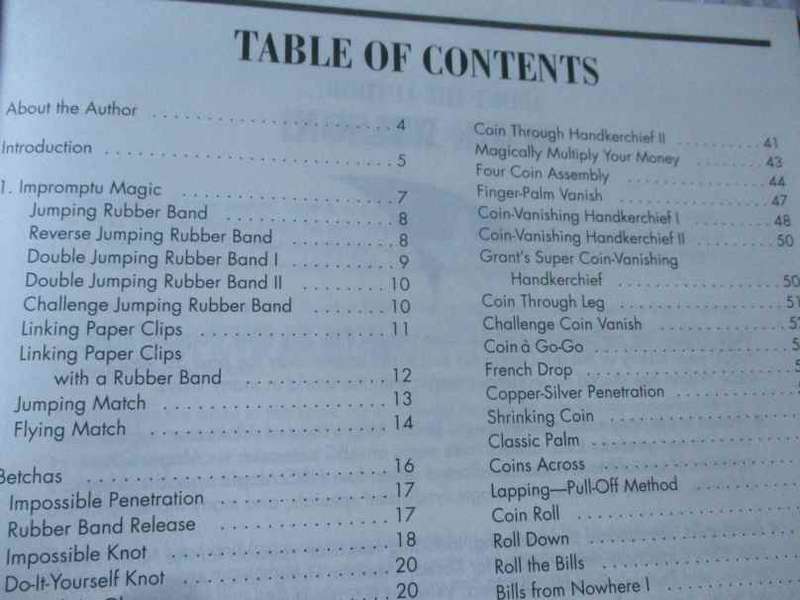 TABLE OF CONTENTS
About the Author . . . . . . . . . . . . . . . . . . 4
Introduction . . . . . . . . . . . . . . . . . . . . . 5
1. Impromptu Magic . . . . . . . . . . . . . . . 7
Jumping Rubber Band . . . . . . . . . . . . 8
Reverse Jumping Rubber Band . . . . . . . 8
Double Jumping Rubber Band I . . . . . . . 9
Double Jumping Rubber Band II . . . . . . 10
Challenge Jumping Rubber Band . . . . . 10
Linking Paper Clips . . . . . . . . . . . . . . 11
Linking Paper Clips
with a Rubber Band . . . . . . . . . . . 12
Jumping Match . . . . . . . . . . . . . . . . . 13
Flying Match . . . . . . . . . . . . . . . . . . 14
Betchas . . . . . . . . . . . . . . . . . . . . . . 16
Impossible Penetration . . . . . . . . . . . . 17
Rubber Band Release . . . . . . . . . . . . . 17
Impossible Knot . . . . . . . . . . . . . . . . 18
Do-It-Yourself Knot . . . . . . . . . . . . . . . 20
20
Coin Through Handkerchief II . . . . . . . . . 41
Magically Multiply Your Money . . . . . . . 43
Four Coin Assembly . . . . . . . . . . . . . . 44
Finger-Palm Vanish . . . . . . . . . . . . . . . 47
Coin-Vanishing Handkerchief I . . . . . . . . 48
Coin-Vanishing Handkerchief II . . . . . . . . 50
Grant's Super Coin-Vanishing
Handkerchief . . . . . . . . . . . . . . . . 50
Coin Through Leg . . . . . . . . . . . . . . . . 51
Challenge Coin Vanish . . . . . . . . . . . . 5
Coin à Go-Go . . . . . . . . . . . . . . . . . . 5
French Drop . . . . . . . . . . . . . . . . . . . 5
Copper-Silver Penetration . . . . . . . . . . .
Shrinking Coin . . . . . . . . . . . . . . . . .
Classic Palm . . . . . . . . . . . . . . . . . .
Coins Across . . . . . . . . . . . . . . . . . .
Lapping—Pull-Off Method . . . . . . . . .
Coin Roll . . . . . . . . . . . . . . . . . . . .
Roll Down . . . . . . . . . . . . . . . . . . .
Roll the Bills . . . . . . . . . . . . . . . . . .
Bills from Nowhere I . . . . . . . . . . . .